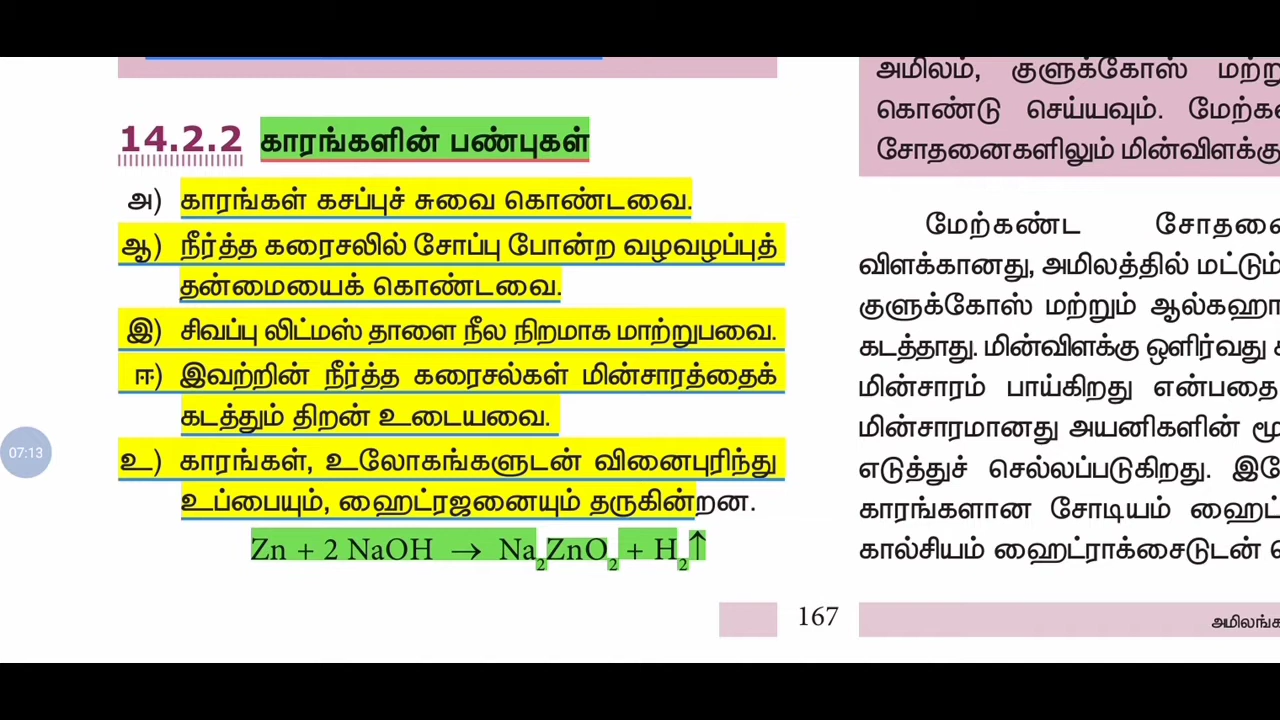 14.2.2 காரங்களின் பண்புகள்
அ) காரங்கள் கசப்புச் சுவை கொண்டவை.
ஆ) நீர்த்த கரைசலில் சோப்பு போன்ற வழவழப்புத்
தன்மையைக் கொண்டவை.
இ) சிவப்பு லிட்மஸ் தாளை நீல நிறமாக மாற்றுபவை.
ஈ) இவற்றின் நீர்த்த கரைசல்கள் மின்சாரத்தைக்
கடத்தும் திறன் உடையவை.
உ) காரங்கள், உலோகங்களுடன் வினைபுரிந்து
உப்பையும், ஹைட்ரஜனையும் தருகின்றன.
Zn + 2 NaOH → Na₂ZnO₂ + H₂↑
அமிலம், குளுக்கோஸ்
கொண்டு செய்யவும்.
சோதனைகளிலும் மின்விளக்கு
மேற்கண்ட
விளக்கானது, அமிலத்தில் மட்டும்
குளுக்கோஸ் மற்றும்
கடத்தாது. மின்விளக்கு ஒளிர்வது
மின்சாரம் பாய்கிறது என்பதை
மின்சாரமானது அயனிகளின்
எடுத்துச் செல்லப்படுகிறது.
காரங்களான சோடியம்
கால்சியம் ஹைட்ராக்சைடுடன்
167
07:13